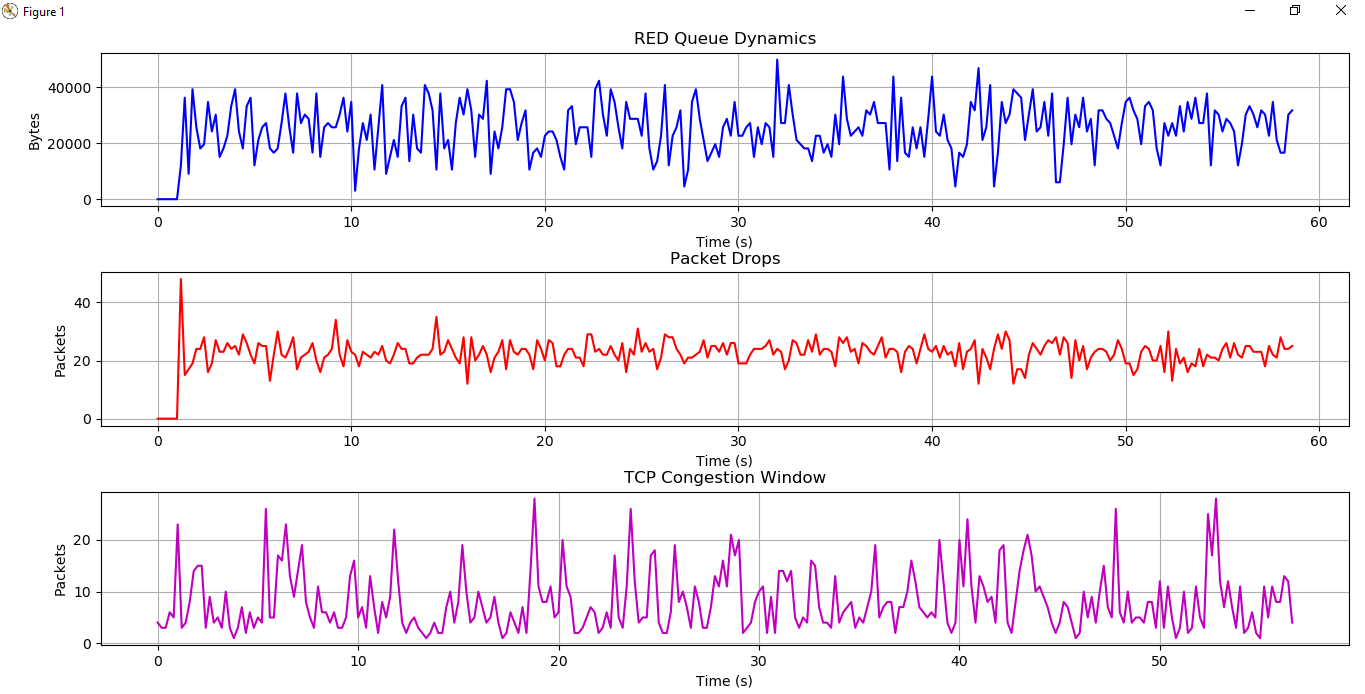 Figure 1
RED Queue Dynamics
Bytes
40000
20000
0
0 10 20 30 40 50 60
Time (s)
Packet Drops
Packets
40
20
0
0 10 20 30 40 50 60
Time (s)
TCP Congestion Window
Packets
20
10
0
0 10 20 30 40 50
Time (s)